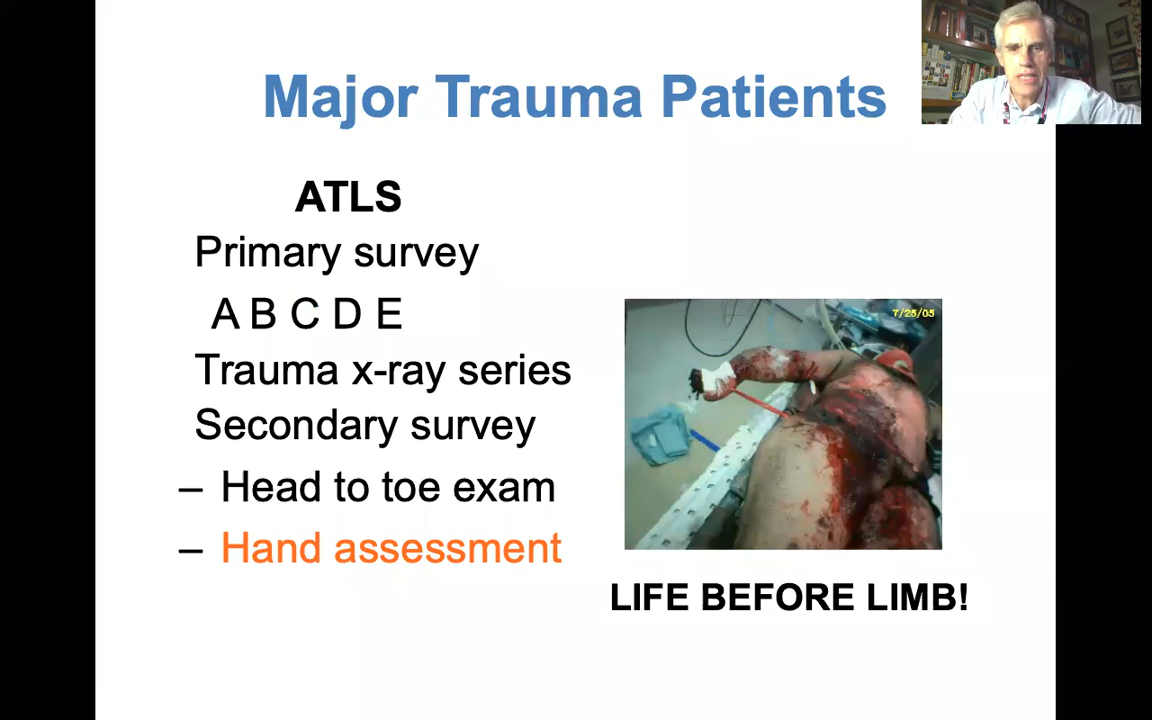 Major Trauma Patients
ATLS
Primary survey
A B C D E
Trauma x-ray series
Secondary survey
– Head to toe exam
– Hand assessment
7/25/05
LIFE BEFORE LIMB!